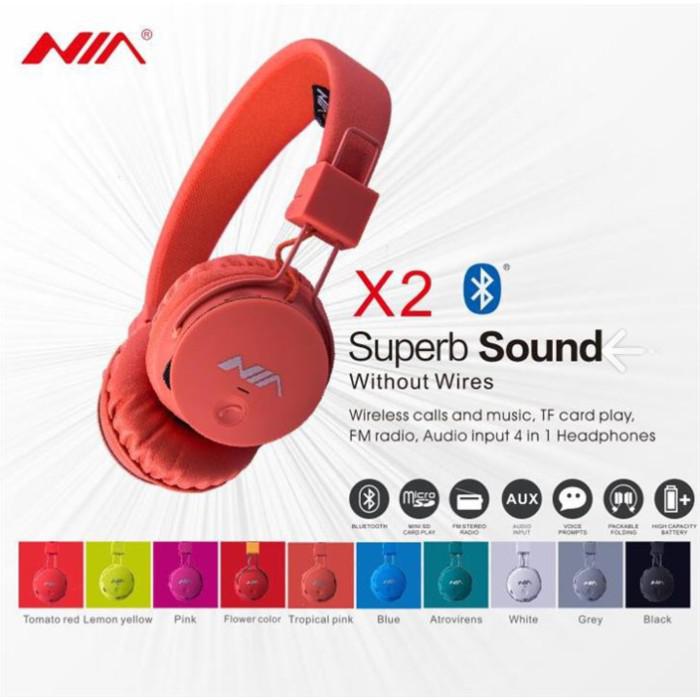 NIA®
NIA
NIA
X2
®
Superb Sound
Without Wires
Wireless calls and music, TF card play,
FM radio, Audio input 4 in 1 Headphones
Micro SD
AUX
BLUETOOTH
MINI SD CARD PLAY
FM STEREO RADIO
AUDIO INPUT
VOICE PROMPTS
PACKABLE FOLDING
HIGH CAPACITY BATTERY
Tomato red Lemon yellow Pink Flower color Tropical pink Blue Atrovirens White Grey Black